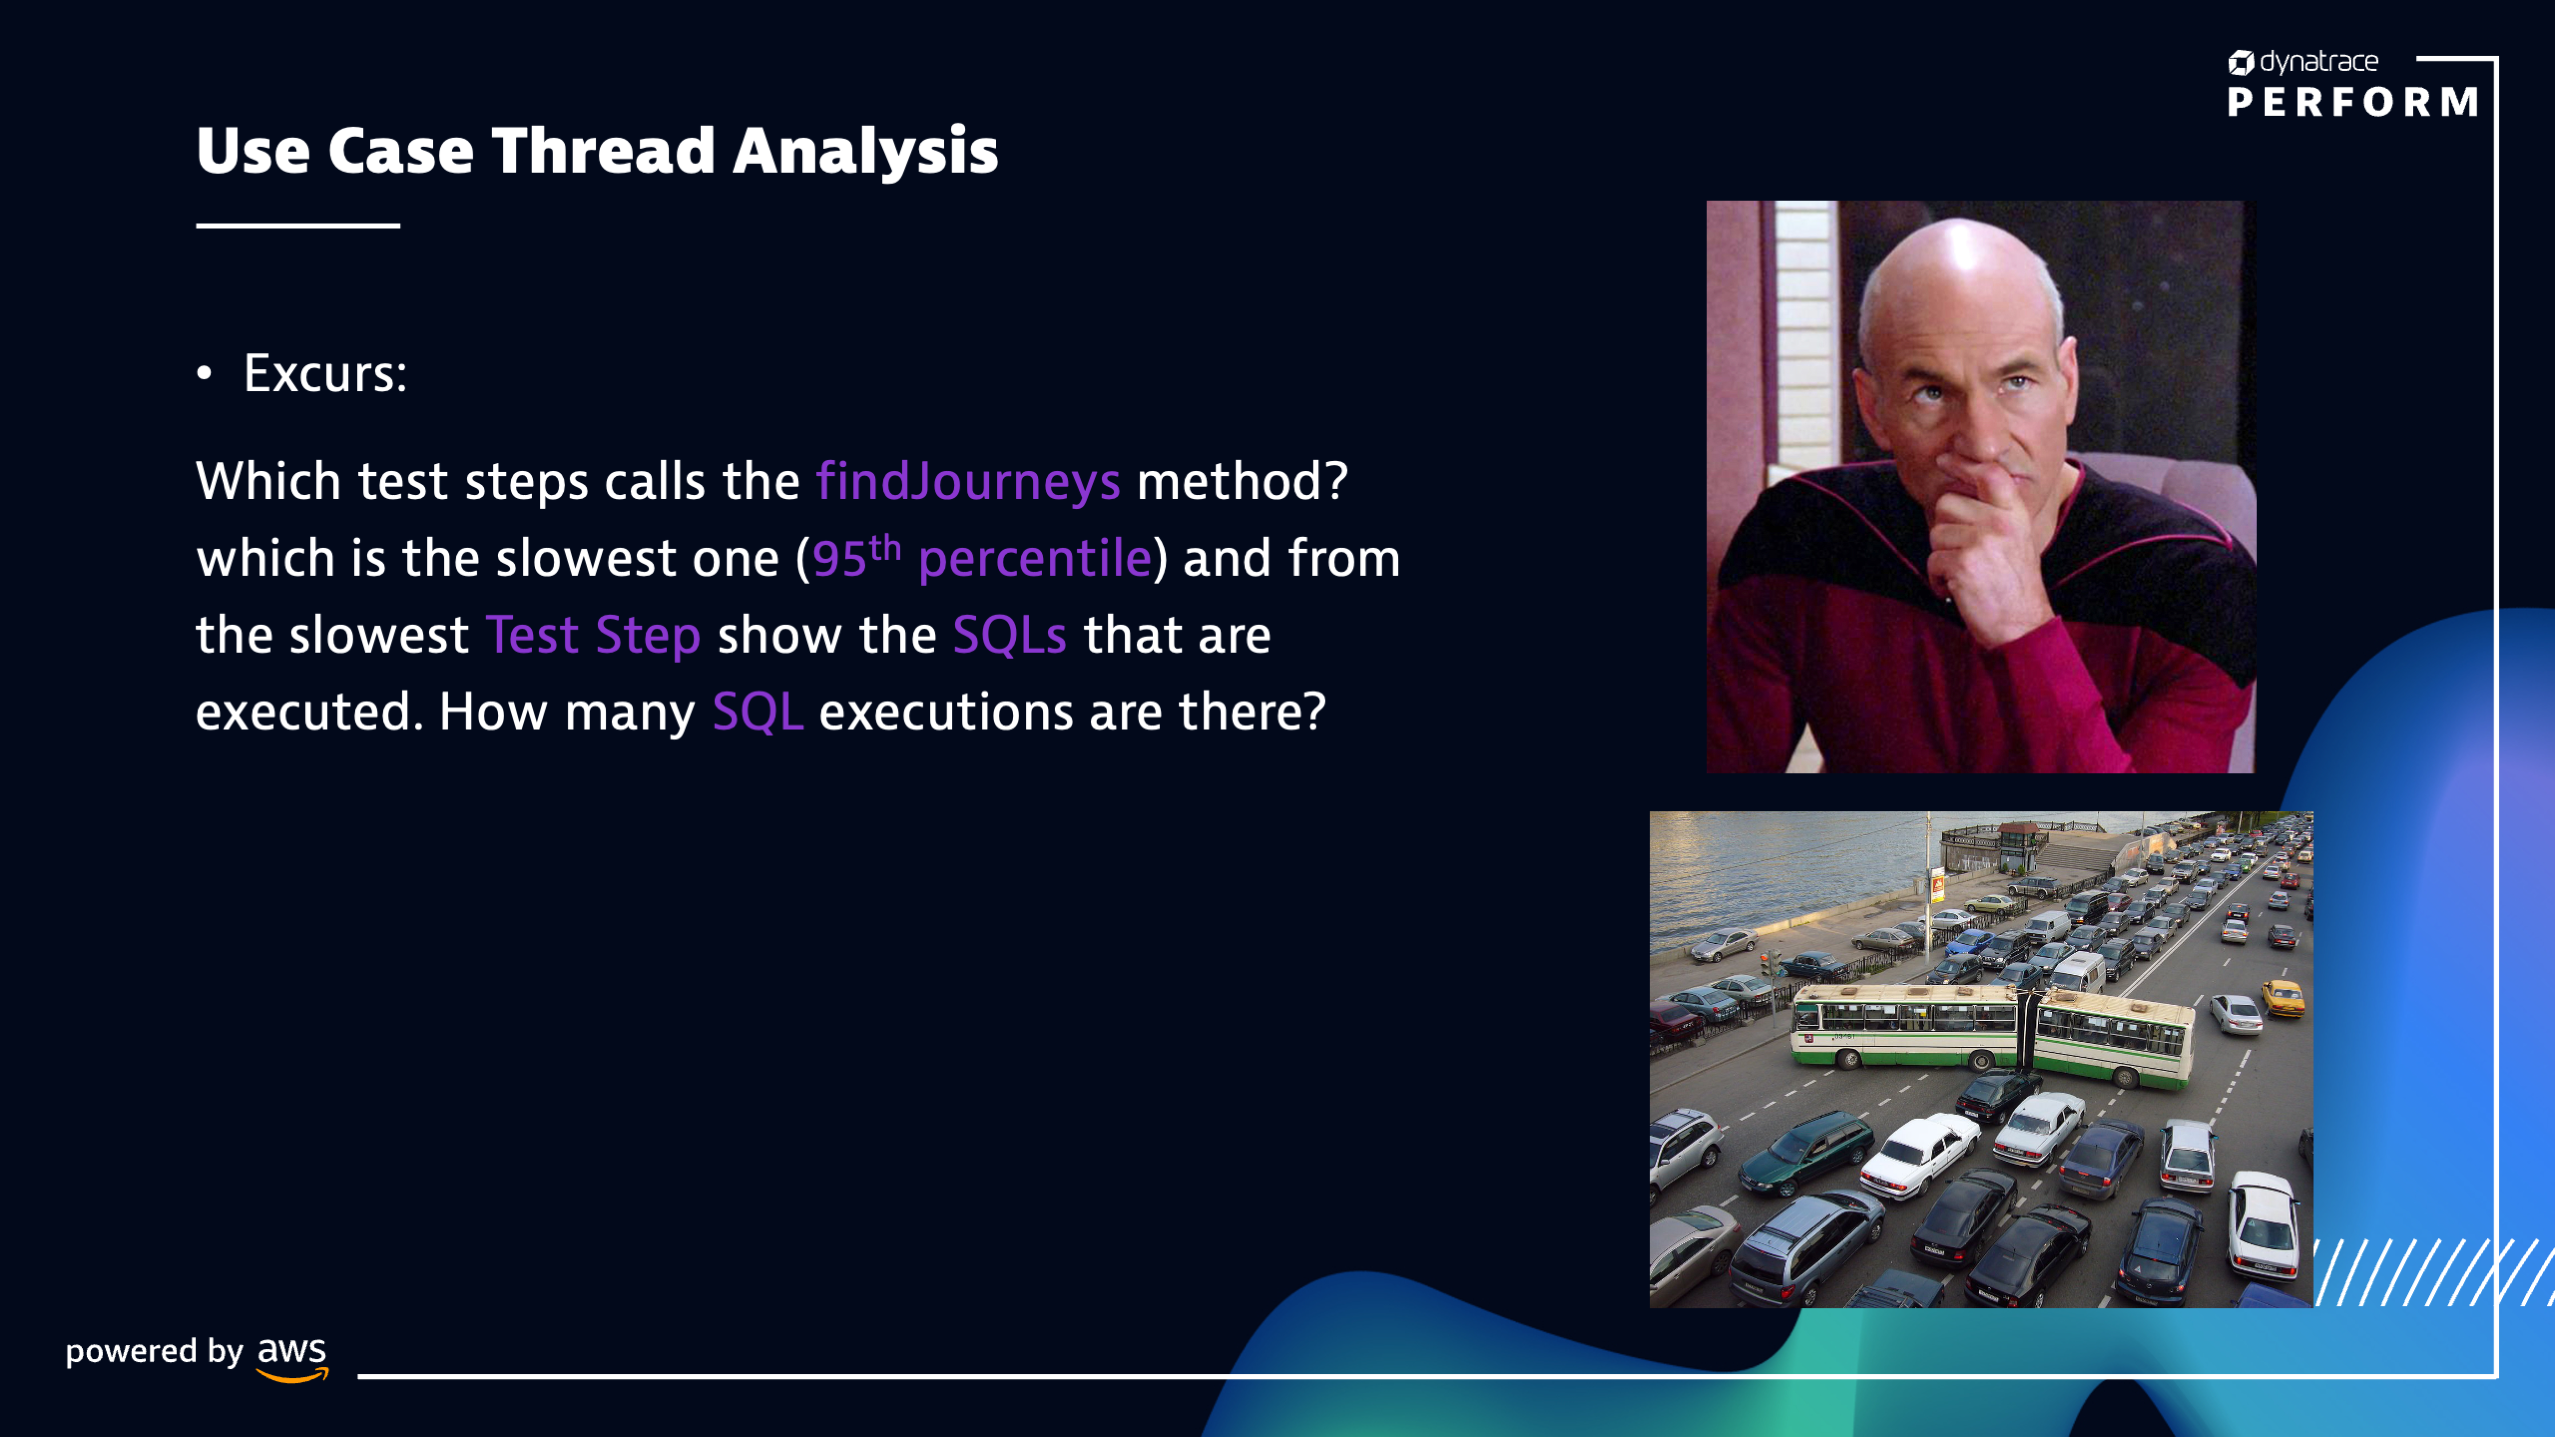 dynatrace
PERFORM
Use Case Thread Analysis
• Excurs:
Which test steps calls the findJourneys method?
which is the slowest one (95th percentile) and from
the slowest Test Step show the SQLs that are
executed. How many SQL executions are there?
powered by aws